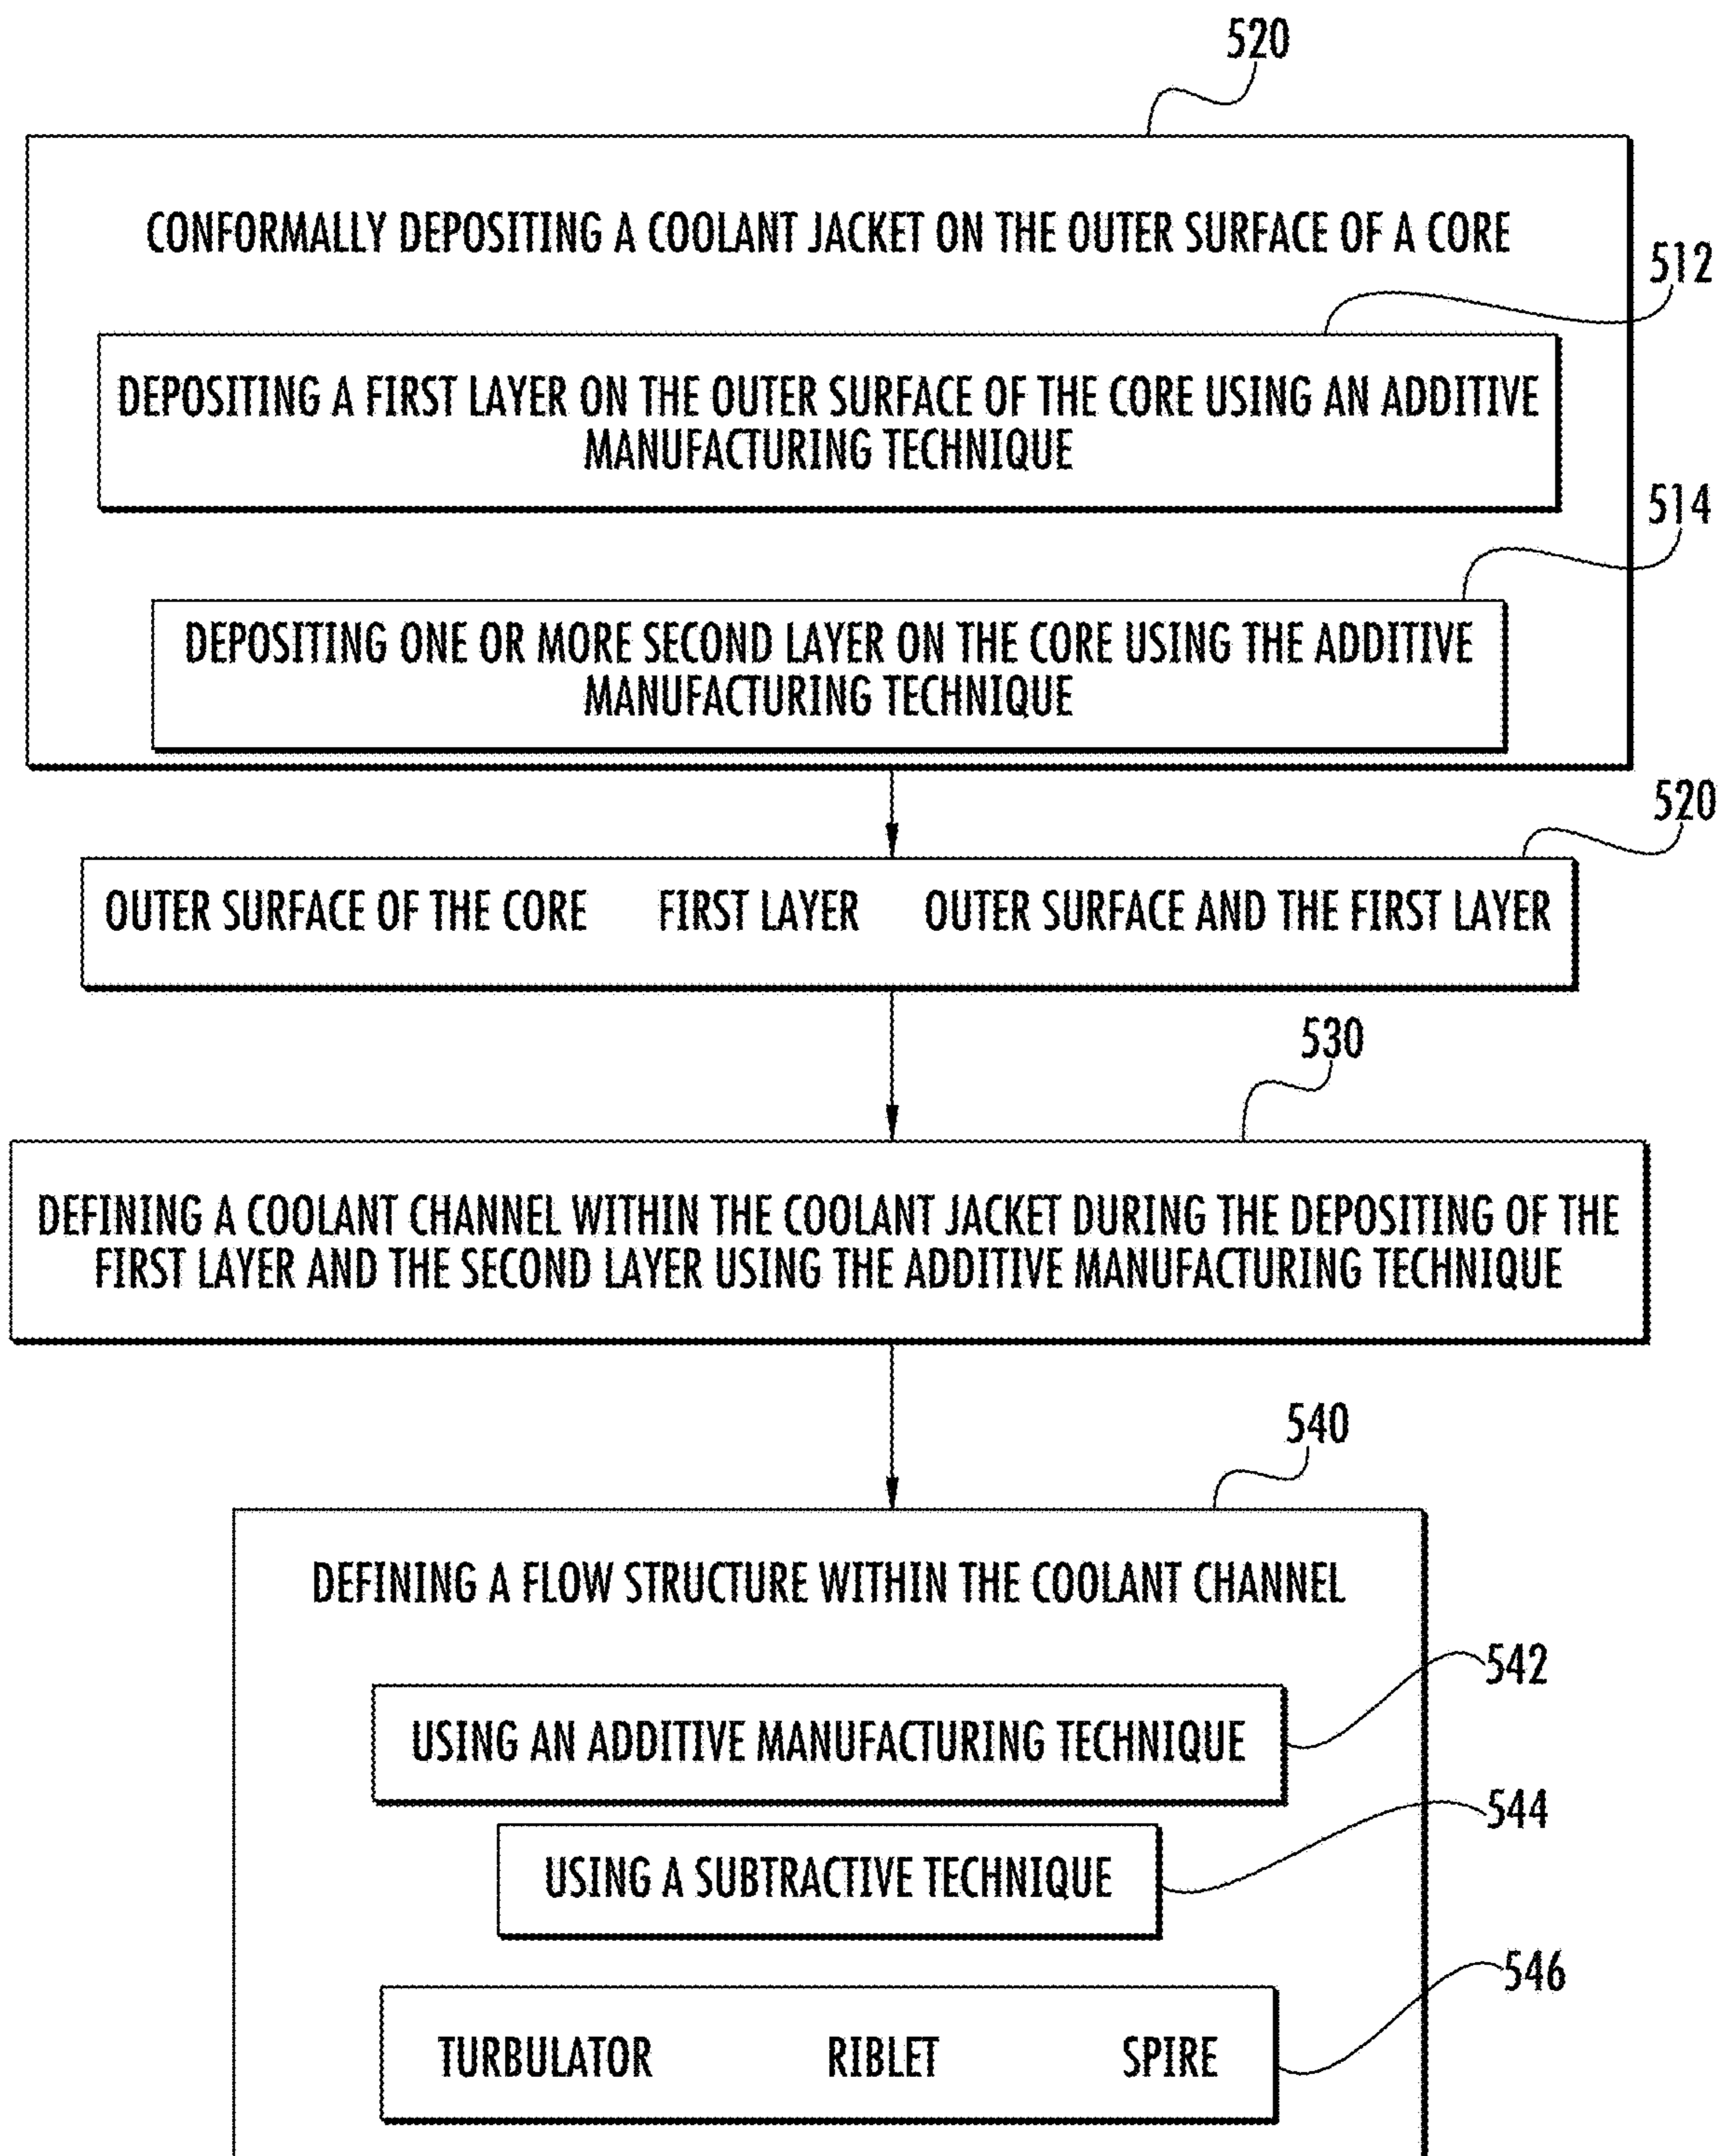 520
CONFORMALLY DEPOSITING A COOLANT JACKET ON THE OUTER SURFACE OF A CORE
512
DEPOSITING A FIRST LAYER ON THE OUTER SURFACE OF THE CORE USING AN ADDITIVE
MANUFACTURING TECHNIQUE
514
DEPOSITING ONE OR MORE SECOND LAYER ON THE CORE USING THE ADDITIVE
MANUFACTURING TECHNIQUE
520
OUTER SURFACE OF THE CORE FIRST LAYER OUTER SURFACE AND THE FIRST LAYER
530
DEFINING A COOLANT CHANNEL WITHIN THE COOLANT JACKET DURING THE DEPOSITING OF THE
FIRST LAYER AND THE SECOND LAYER USING THE ADDITIVE MANUFACTURING TECHNIQUE
540
DEFINING A FLOW STRUCTURE WITHIN THE COOLANT CHANNEL
542
USING AN ADDITIVE MANUFACTURING TECHNIQUE
544
USING A SUBTRACTIVE TECHNIQUE
546
TURBULATOR RIBLET SPIRE